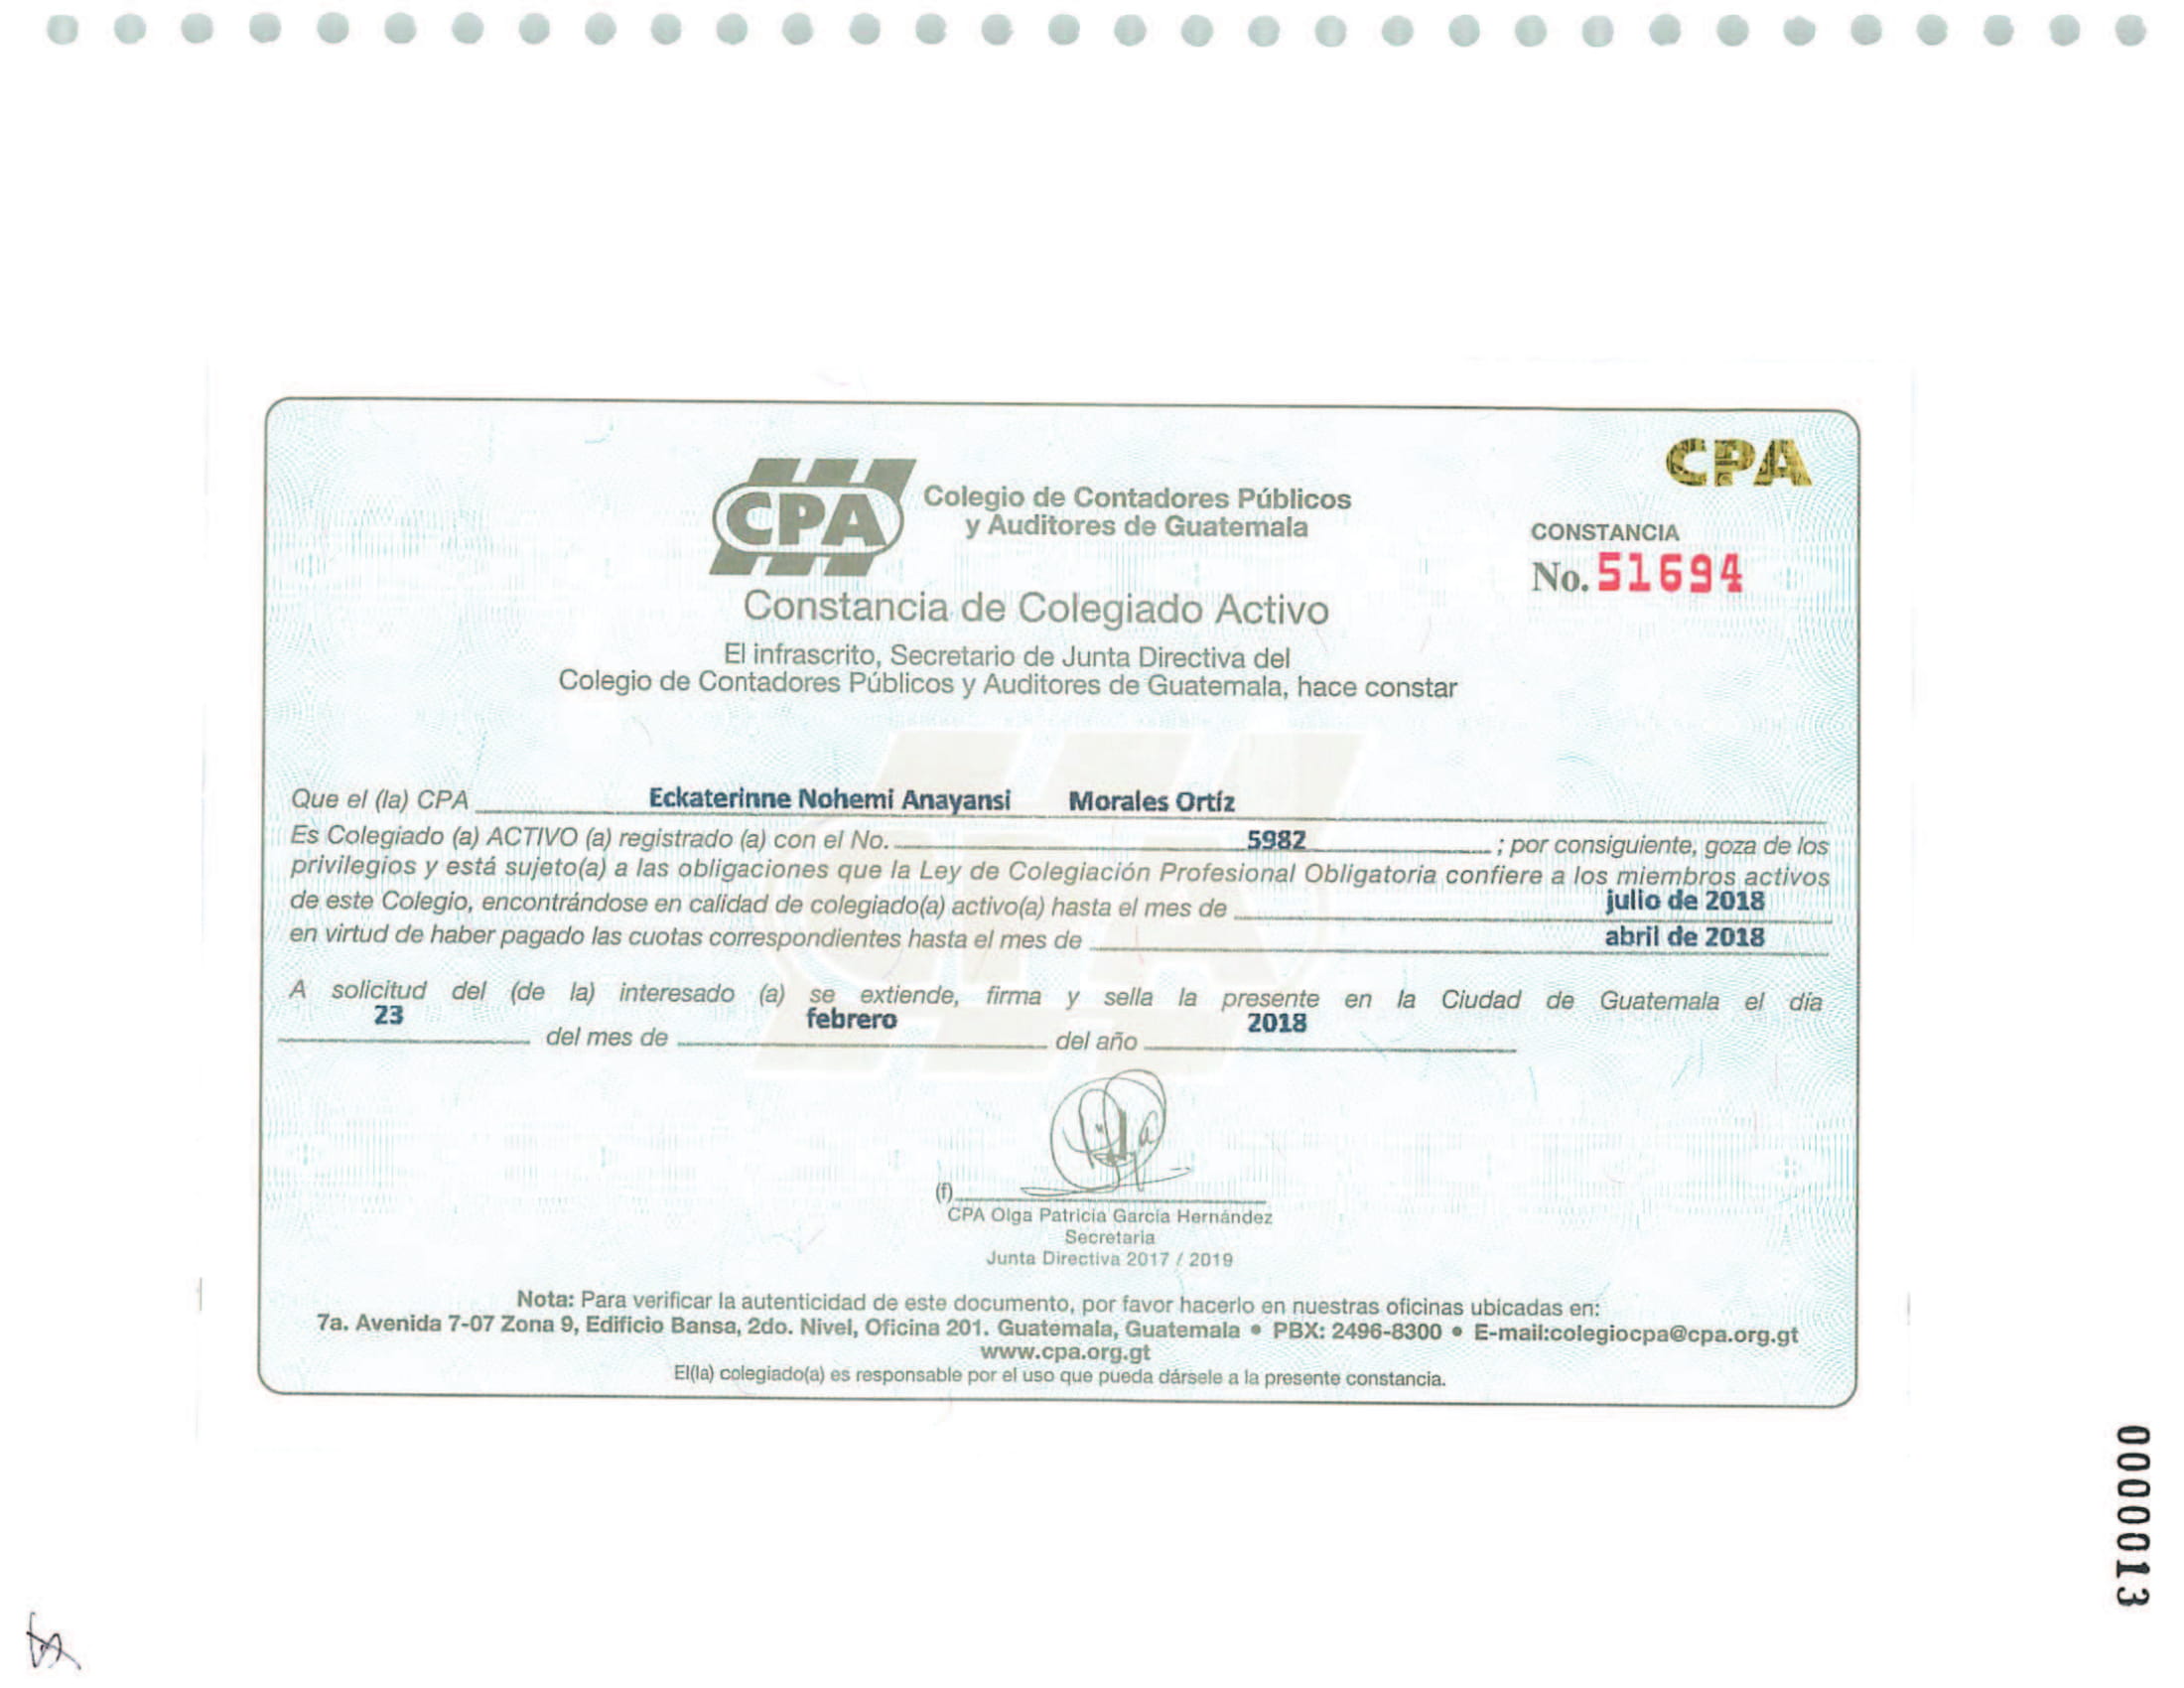 CPA
CPA
Colegio de Contadores Públicos
y Auditores de Guatemala
CONSTANCIA
No. 51694
Constancia de Colegiado Activo
El infrascrito, Secretario de Junta Directiva del
Colegio de Contadores Públicos y Auditores de Guatemala, hace constar
Que el (la) CPA Eckaterinne Nohemi Anayansi Morales Ortíz
Es Colegiado (a) ACTIVO (a) registrado (a) con el No. 5982 ; por consiguiente, goza de los
privilegios y está sujeto(a) a las obligaciones que la Ley de Colegiación Profesional Obligatoria confiere a los miembros activos
de este Colegio, encontrándose en calidad de colegiado(a) activo(a) hasta el mes de julio de 2018
en virtud de haber pagado las cuotas correspondientes hasta el mes de abril de 2018
A solicitud del (de la) interesado (a) se extiende, firma y sella la presente en la Ciudad de Guatemala el día
23 del mes de febrero del año 2018
(f)
CPA Olga Patricia García Hernández
Secretaria
Junta Directiva 2017 / 2019
Nota: Para verificar la autenticidad de este documento, por favor hacerlo en nuestras oficinas ubicadas en:
7a. Avenida 7-07 Zona 9, Edificio Bansa, 2do. Nivel, Oficina 201. Guatemala, Guatemala • PBX: 2496-8300 • E-mail:colegiocpa@cpa.org.gt
www.cpa.org.gt
El(la) colegiado(a) es responsable por el uso que pueda dársele a la presente constancia.
0000013